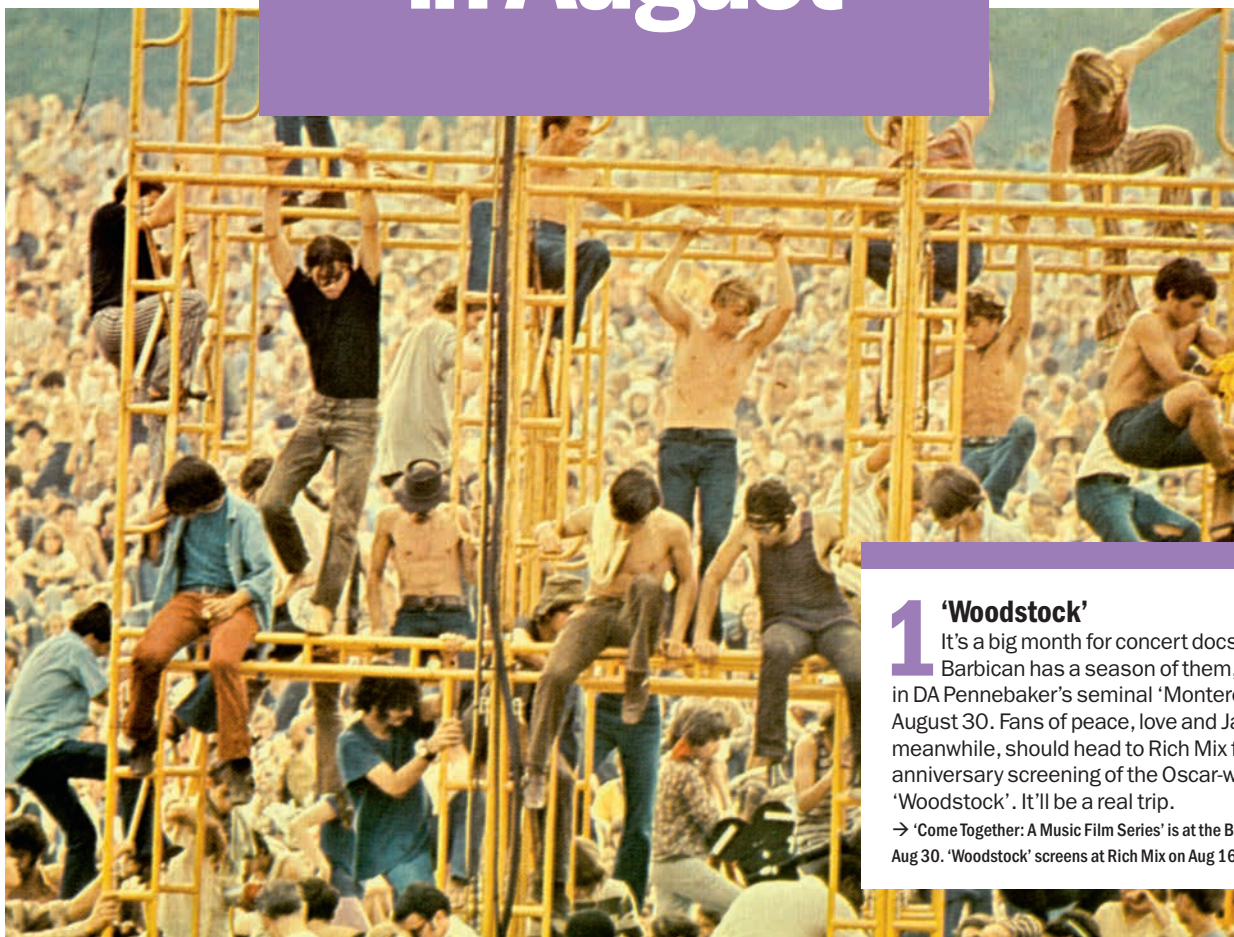 in August
1 ‘Woodstock’
It’s a big month for concert docs
Barbican has a season of them,
in DA Pennebaker’s seminal ‘Montere
August 30. Fans of peace, love and Ja
meanwhile, should head to Rich Mix f
anniversary screening of the Oscar-w
‘Woodstock’. It’ll be a real trip.
→ ‘Come Together: A Music Film Series’ is at the B
Aug 30. ‘Woodstock’ screens at Rich Mix on Aug 16